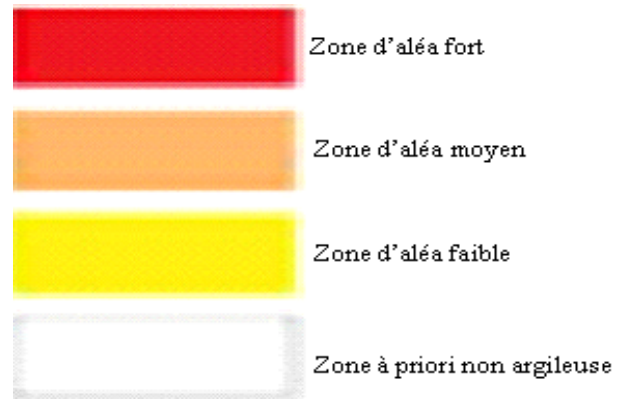 Zone d'aléa fort
Zone d'aléa moyen
Zone d'aléa faible
Zone à priori non argileuse